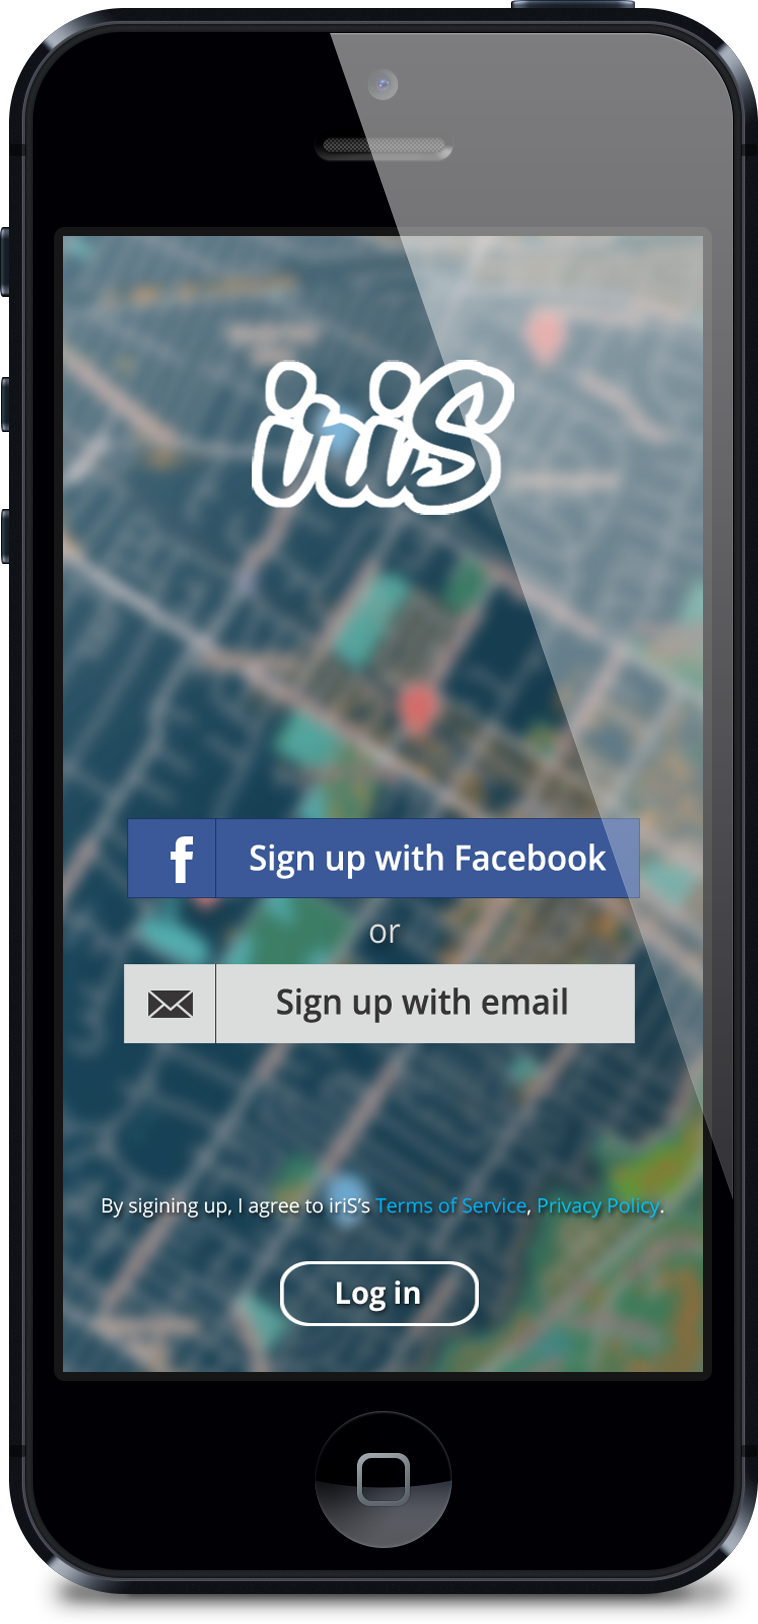 iriS
f
Sign up with Facebook
or
Sign up with email
By sigining up, I agree to iriS's Terms of Service, Privacy Policy.
Log in